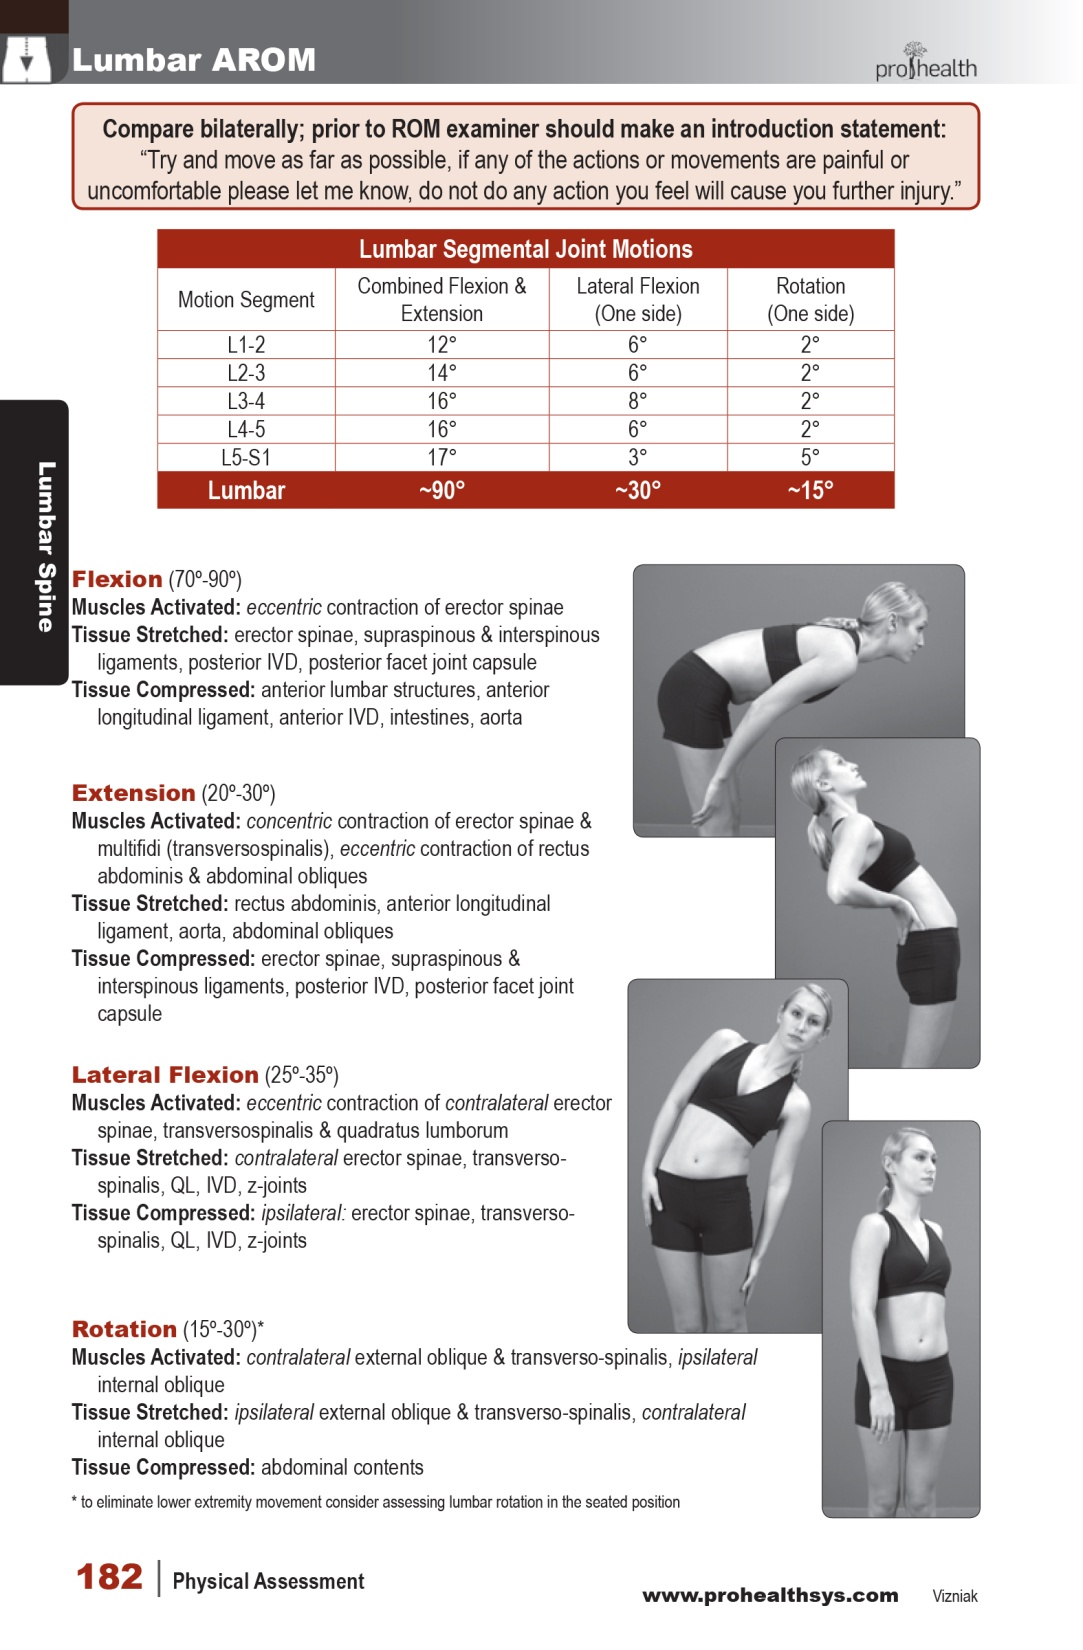 Lumbar AROM
prohealth
Compare bilaterally; prior to ROM examiner should make an introduction statement:
“Try and move as far as possible, if any of the actions or movements are painful or
uncomfortable please let me know, do not do any action you feel will cause you further injury.”
Lumbar Segmental Joint Motions
Motion Segment Combined Flexion & Extension Lateral Flexion (One side) Rotation (One side)
L1-2 12° 6° 2°
L2-3 14° 6° 2°
L3-4 16° 8° 2°
L4-5 16° 6° 2°
L5-S1 17° 3° 5°
Lumbar ~90° ~30° ~15°
Lumbar Spine
Flexion (70º-90º)
Muscles Activated: eccentric contraction of erector spinae
Tissue Stretched: erector spinae, supraspinous & interspinous
ligaments, posterior IVD, posterior facet joint capsule
Tissue Compressed: anterior lumbar structures, anterior
longitudinal ligament, anterior IVD, intestines, aorta
Extension (20º-30º)
Muscles Activated: concentric contraction of erector spinae &
multifidi (transversospinalis), eccentric contraction of rectus
abdominis & abdominal obliques
Tissue Stretched: rectus abdominis, anterior longitudinal
ligament, aorta, abdominal obliques
Tissue Compressed: erector spinae, supraspinous &
interspinous ligaments, posterior IVD, posterior facet joint
capsule
Lateral Flexion (25º-35º)
Muscles Activated: eccentric contraction of contralateral erector
spinae, transversospinalis & quadratus lumborum
Tissue Stretched: contralateral erector spinae, transverso-
spinalis, QL, IVD, z-joints
Tissue Compressed: ipsilateral: erector spinae, transverso-
spinalis, QL, IVD, z-joints
Rotation (15º-30º)*
Muscles Activated: contralateral external oblique & transverso-spinalis, ipsilateral
internal oblique
Tissue Stretched: ipsilateral external oblique & transverso-spinalis, contralateral
internal oblique
Tissue Compressed: abdominal contents
* to eliminate lower extremity movement consider assessing lumbar rotation in the seated position
182 | Physical Assessment
www.prohealthsys.com Vizniak